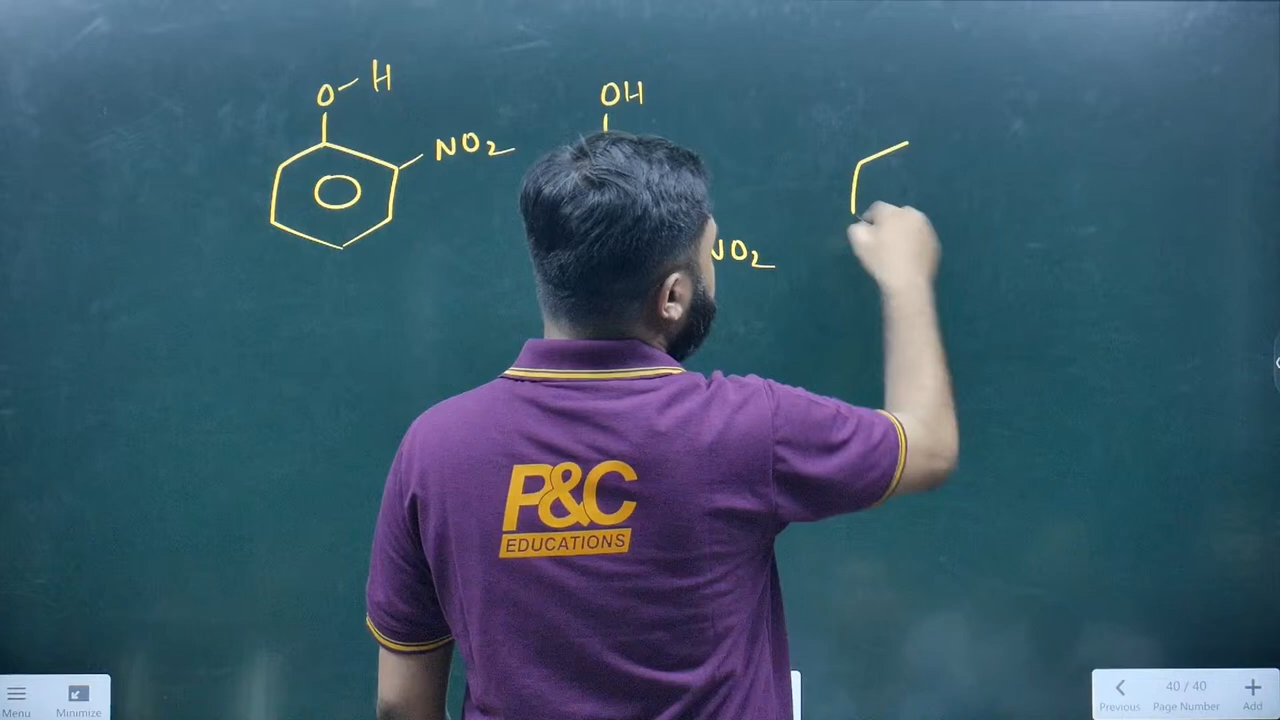 O-H
NO2
OH
NO2
P&C
EDUCATIONS
Menu
Minimize
Previous
40 / 40
Page Number
Add